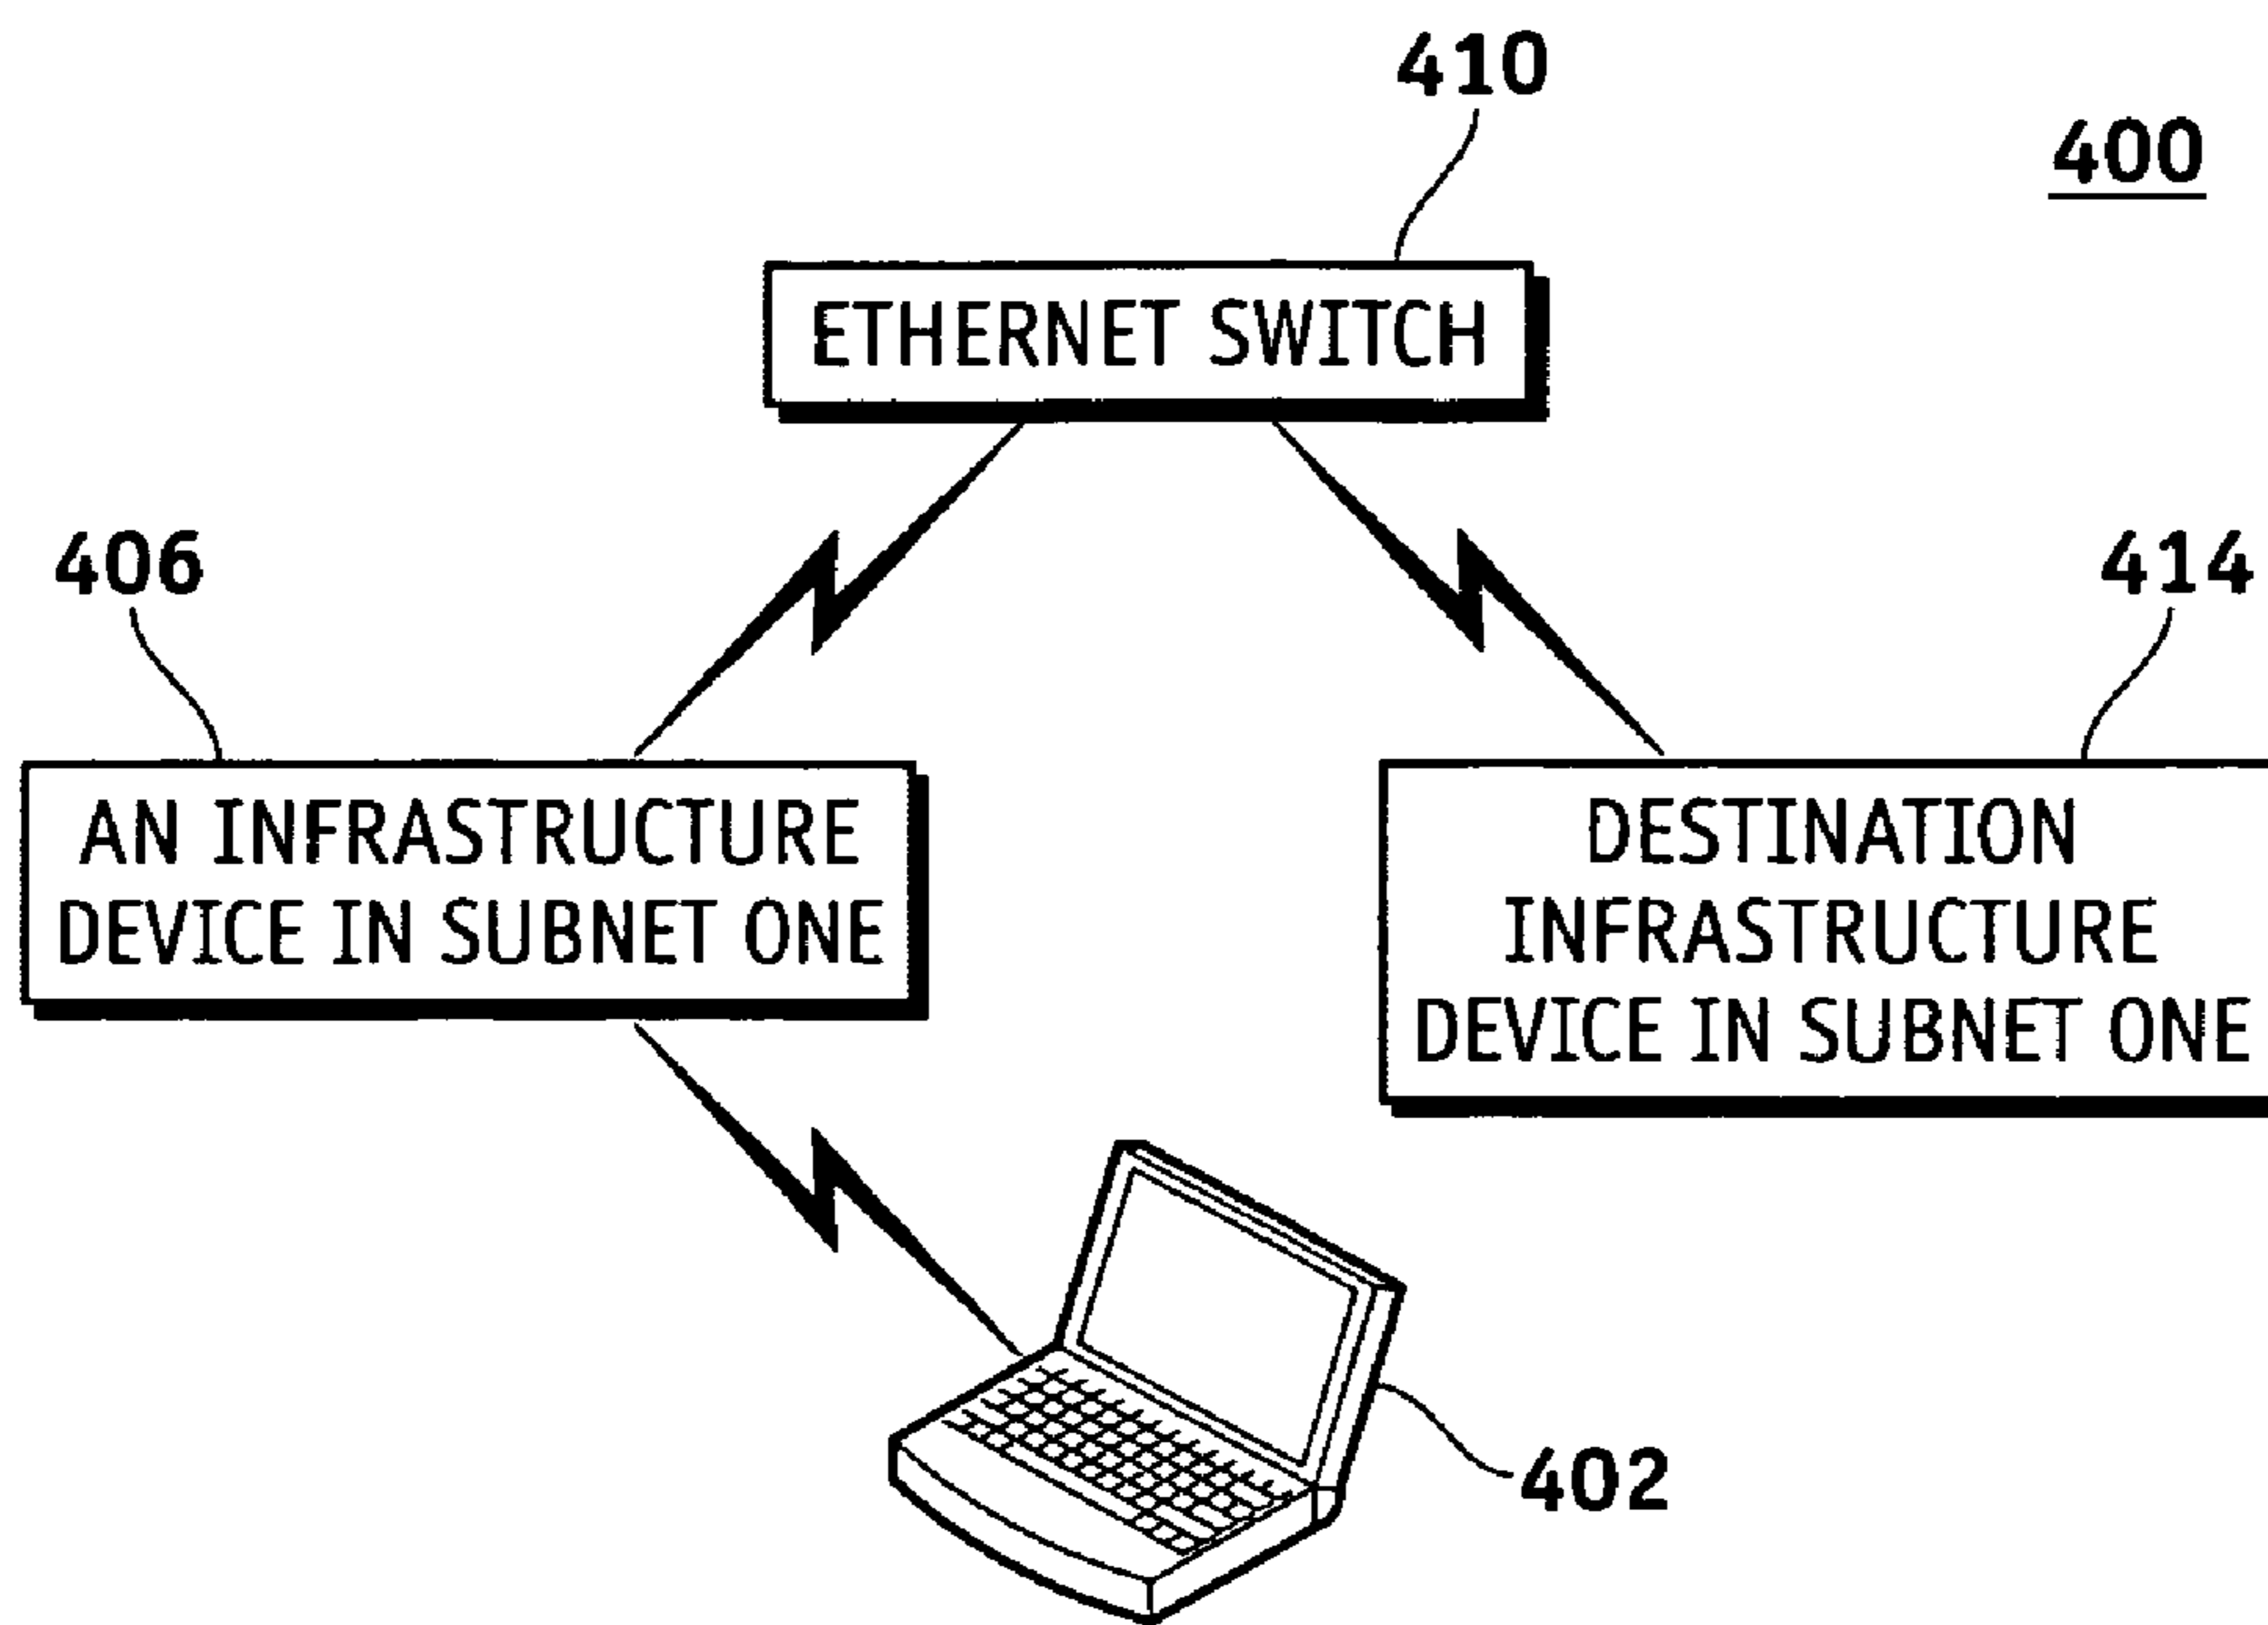 410
400
ETHERNET SWITCH
406
414
AN INFRASTRUCTURE
DEVICE IN SUBNET ONE
DESTINATION
INFRASTRUCTURE
DEVICE IN SUBNET ONE
402